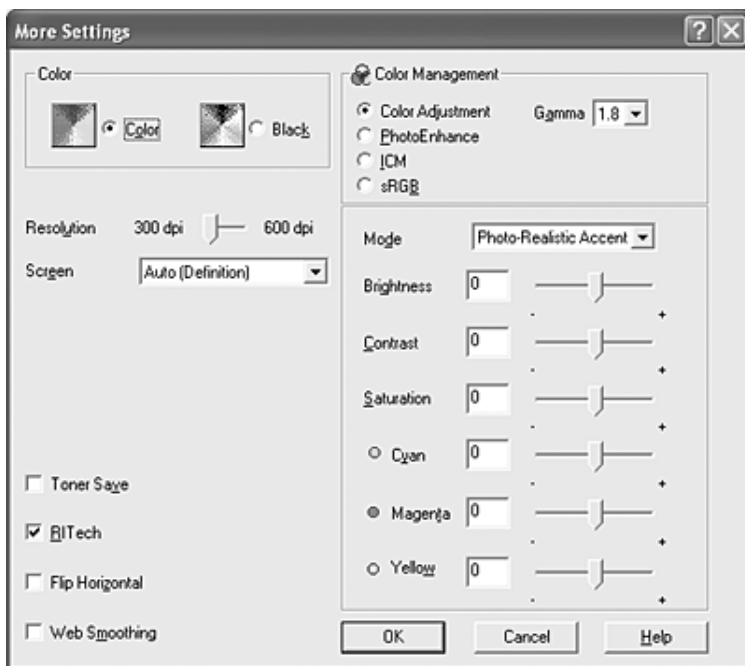 More Settings
Color
Color
Black
Resolution 300 dpi 600 dpi
Screen Auto (Definition)
Toner Save
RITech
Flip Horizontal
Web Smoothing
Color Management
Color Adjustment Gamma 1.8
PhotoEnhance
ICM
sRGB
Mode Photo-Realistic Accent
Brightness 0
- +
Contrast 0
- +
Saturation 0
- +
Cyan 0
- +
Magenta 0
- +
Yellow 0
- +
OK Cancel Help